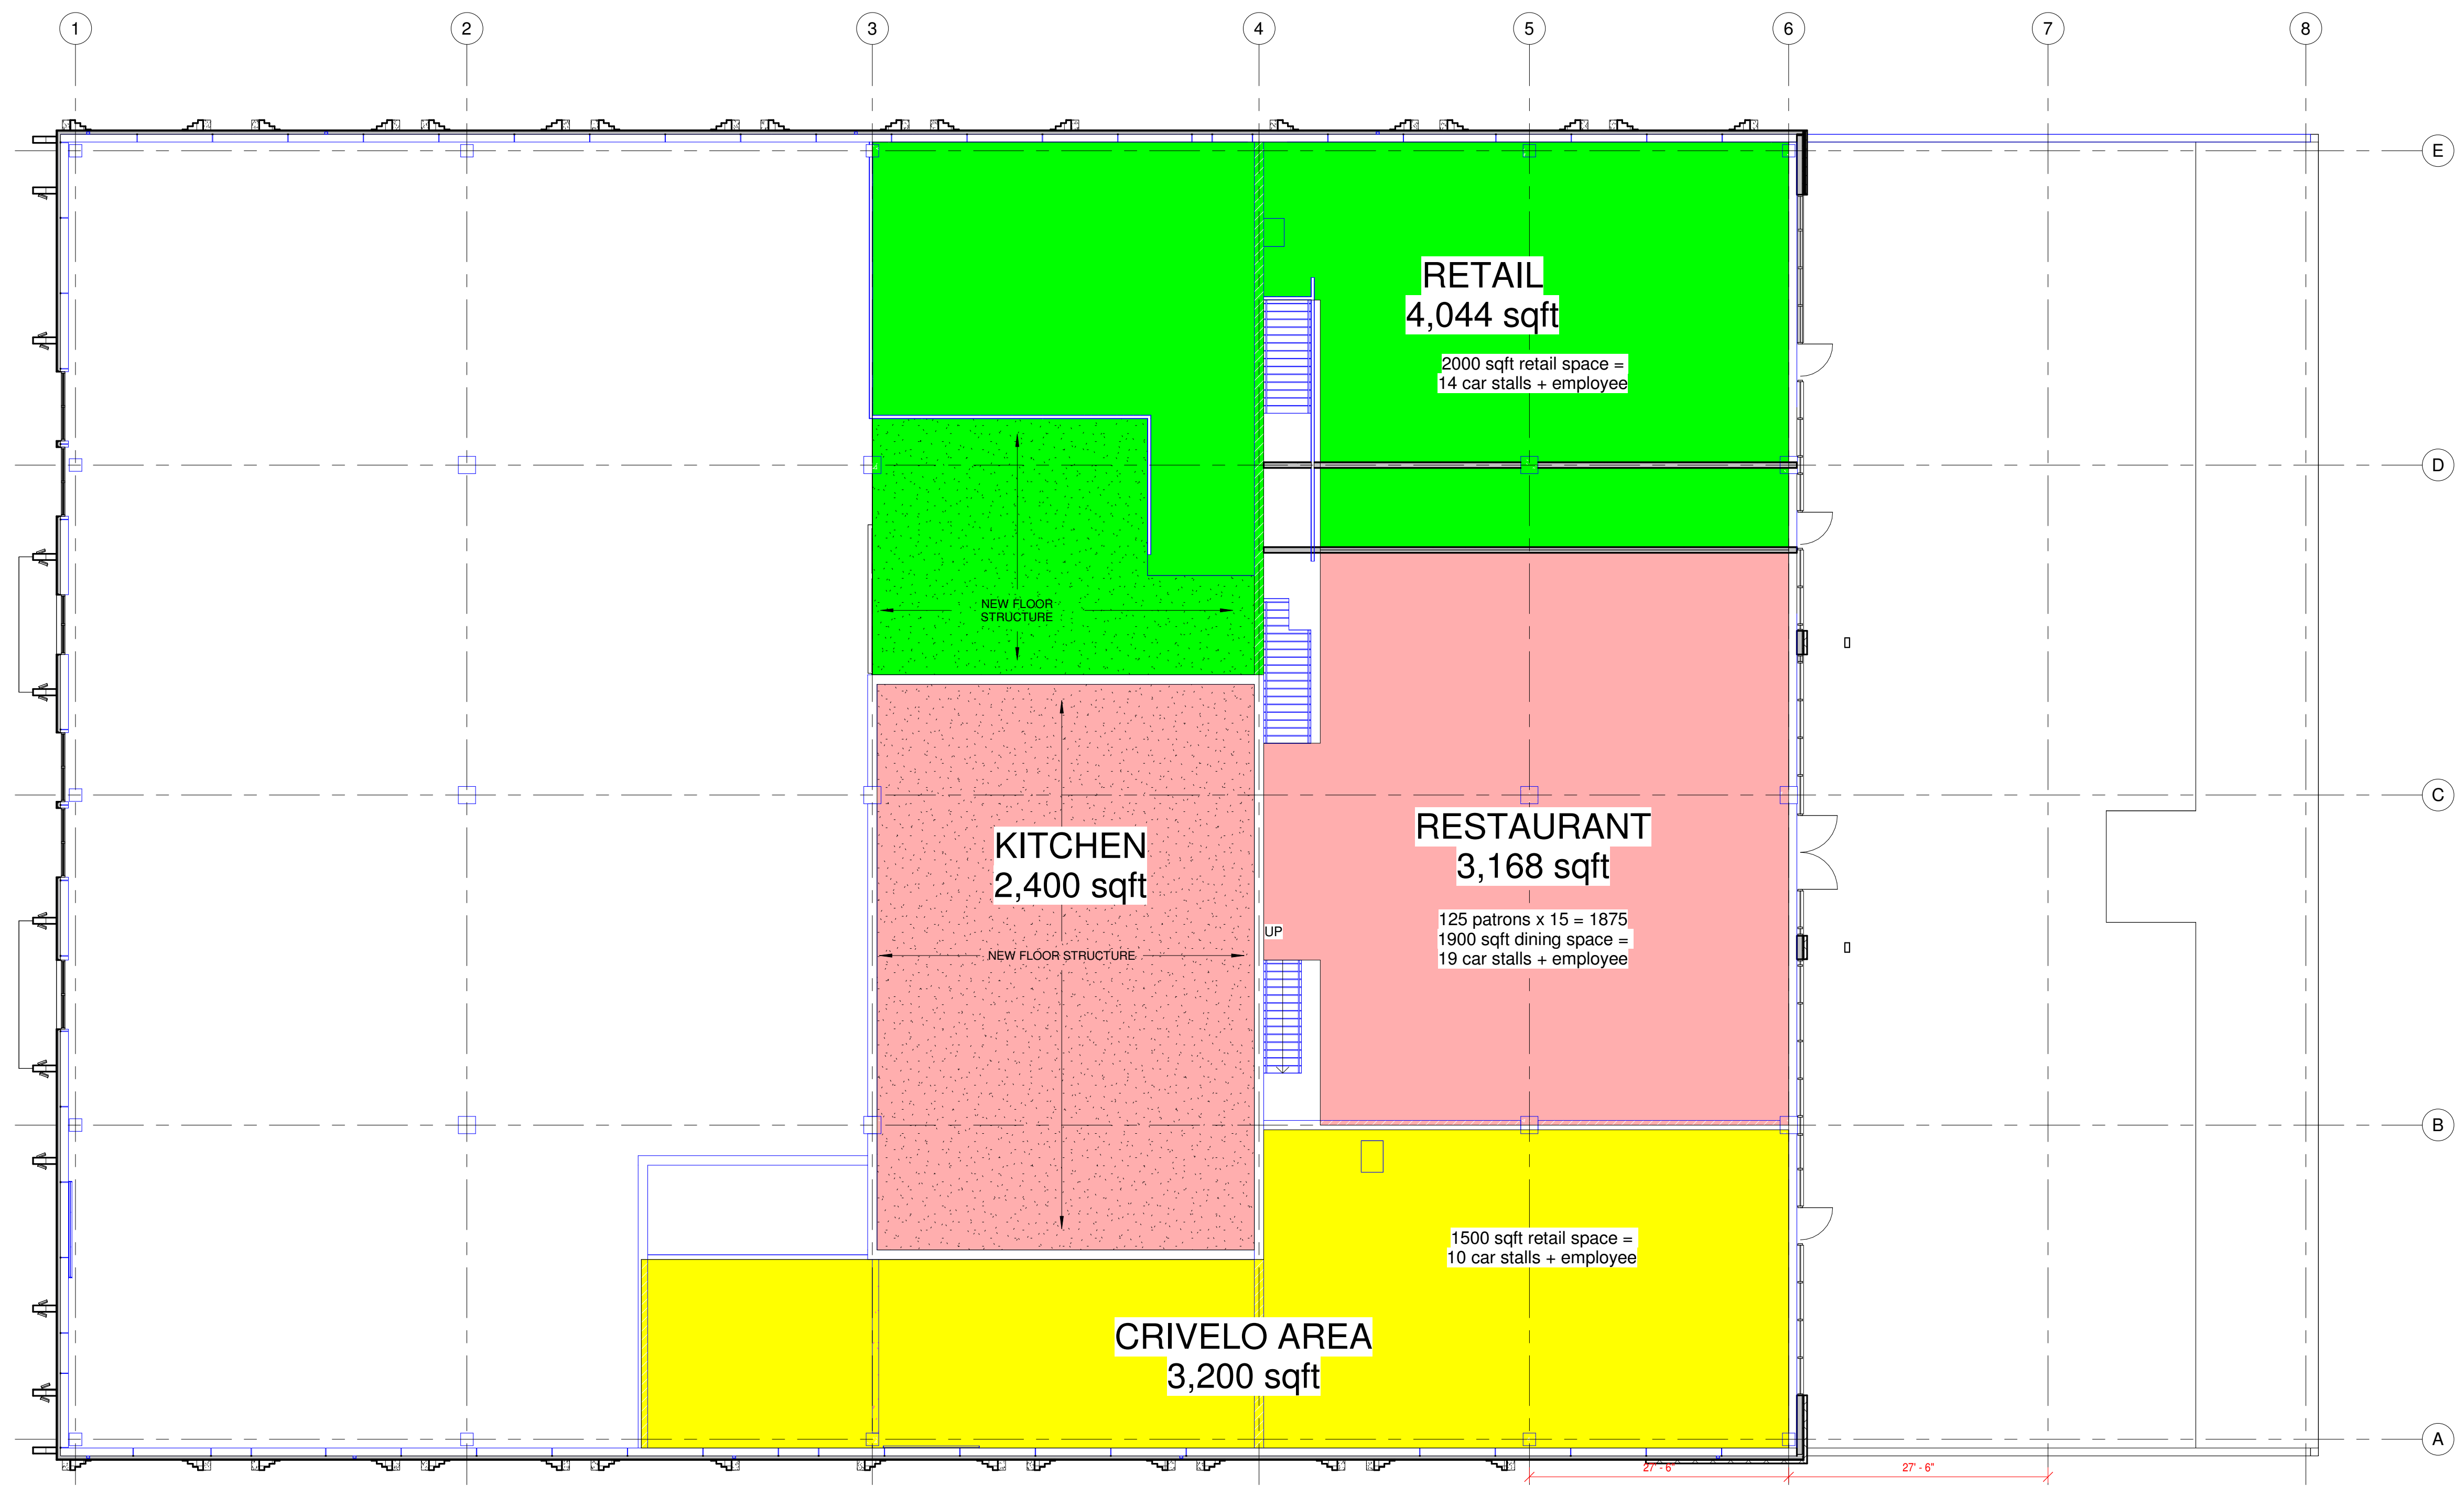 1 2 3 4 5 6 7 8
E
RETAIL
4,044 sqft
2000 sqft retail space =
14 car stalls + employee
D
NEW FLOOR
STRUCTURE
C
KITCHEN
2,400 sqft
RESTAURANT
3,168 sqft
125 patrons x 15 = 1875
1900 sqft dining space =
19 car stalls + employee
UP
NEW FLOOR STRUCTURE
B
1500 sqft retail space =
10 car stalls + employee
CRIVELO AREA
3,200 sqft
A
27' - 6" 27' - 6"